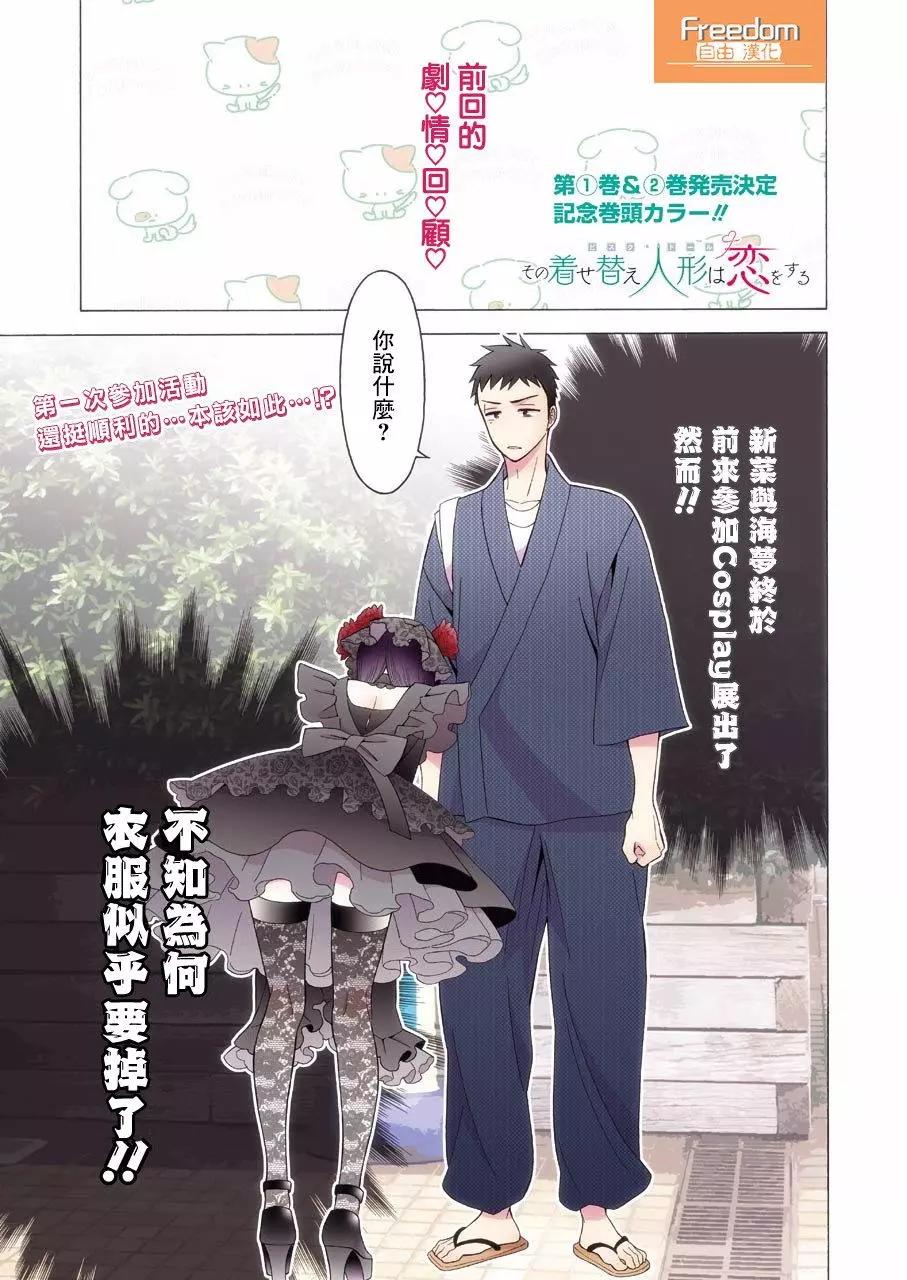 Freedom
自由 漢化
前回的
劇♡情♡回♡顧♡
第①巻&②巻発売決定
記念巻頭カラー!!
ビスク・ドール
その着せ替え人形は恋をする
你說什麼?
第一次參加活動
還挺順利的…本該如此…!?
新菜與海夢終於
前來參加Cosplay展出了
然而!!
不知為何
衣服似乎要掉了!!